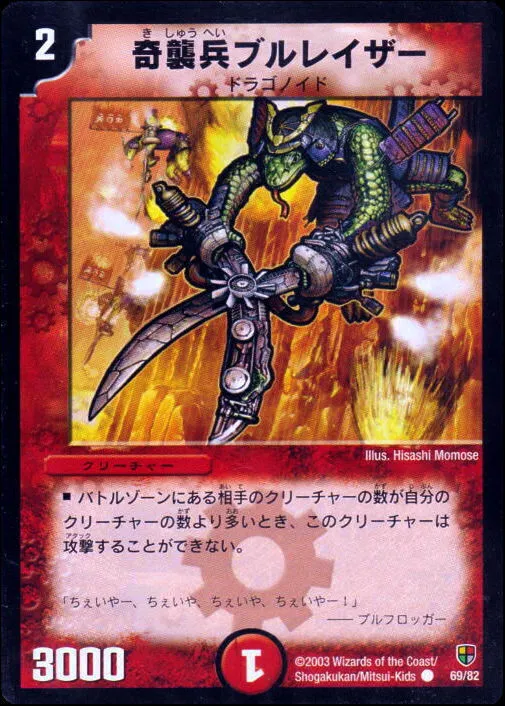 2
き しゅう へい
奇襲兵ブルレイザー
ドラゴノイド
Illus. Hisashi Momose
クリーチャー
■ バトルゾーンにある相手のクリーチャーの数が自分の
クリーチャーの数より多いとき、このクリーチャーは
攻撃することができない。
「ちぇいやー、ちぇいや、ちぇいや、ちぇいやー！」
—— ブルフロッガー
3000
1
©2003 Wizards of the Coast/
Shogakukan/Mitsui-Kids
69/82